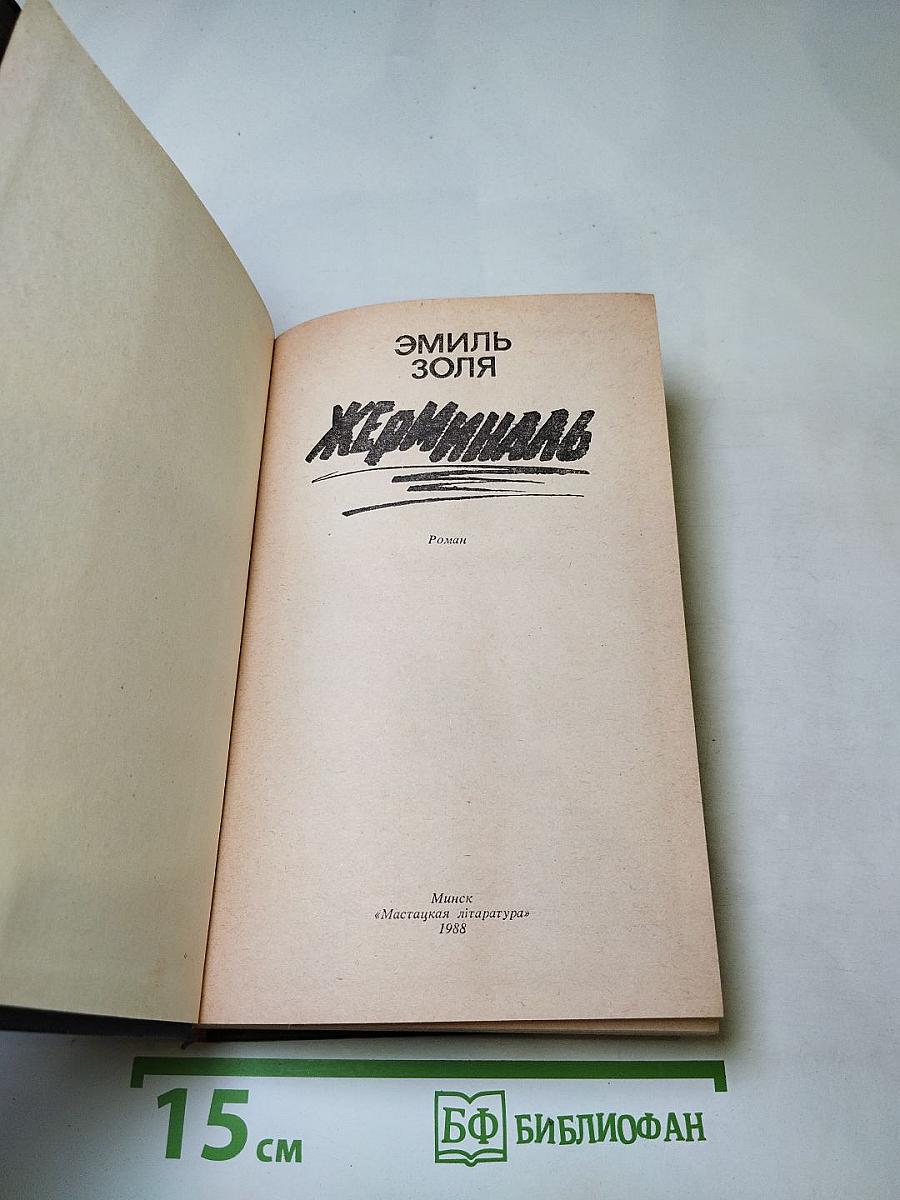 ЭМИЛЬ
ЗОЛЯ
ЖЕРМИНАЛЬ
Роман
Минск
«Мастацкая літаратура»
1988
15 см
БФ БИБЛИОФАН